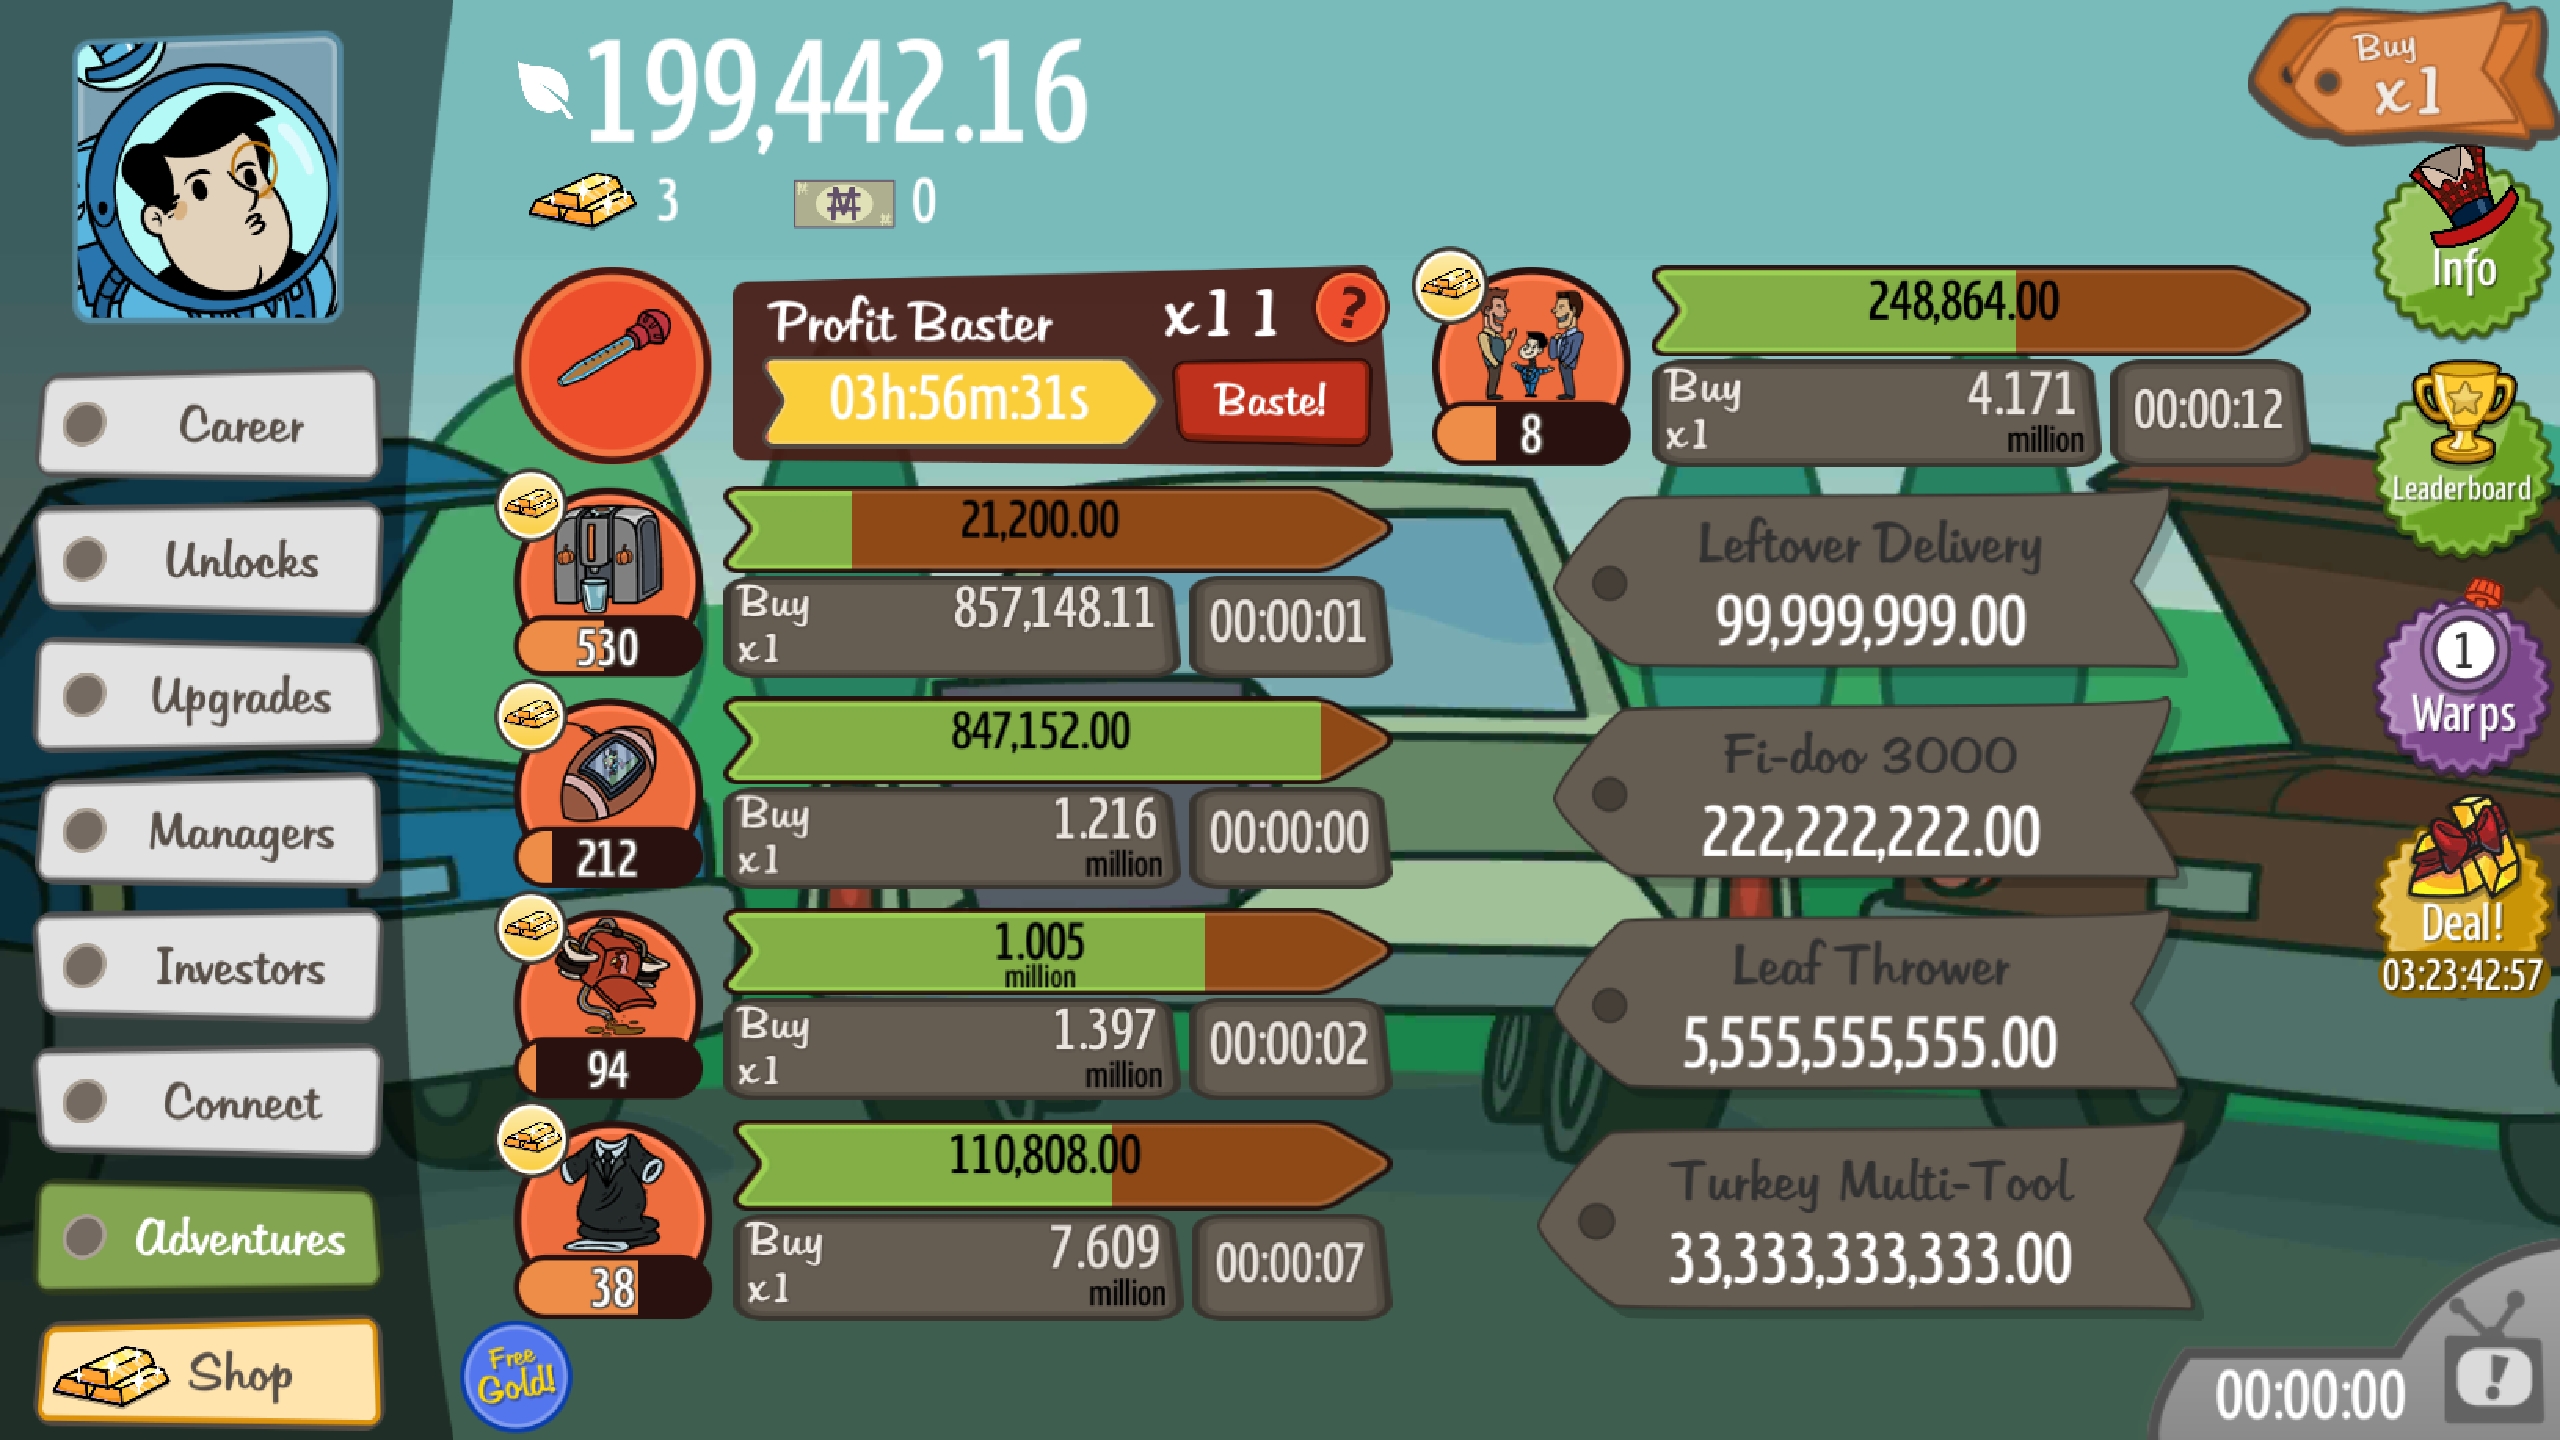 199,442.16
3
0
Buy
x1
Career
Unlocks
Upgrades
Managers
Investors
Connect
Adventures
Shop
Free
Gold!
Profit Baster x11 ?
03h:56m:31s Baste!
530
21,200.00
Buy 857,148.11
x1
00:00:01
212
847,152.00
Buy 1.216
x1 million
00:00:00
94
1.005
million
Buy 1.397
x1 million
00:00:02
38
110,808.00
Buy 7.609
x1 million
00:00:07
8
248,864.00
Buy 4.171
x1 million
00:00:12
Leftover Delivery
99,999,999.00
Fi-doo 3000
222,222,222.00
Leaf Thrower
5,555,555,555.00
Turkey Multi-Tool
33,333,333,333.00
Info
Leaderboard
1
Warps
Deal!
03:23:42:57
00:00:00
!